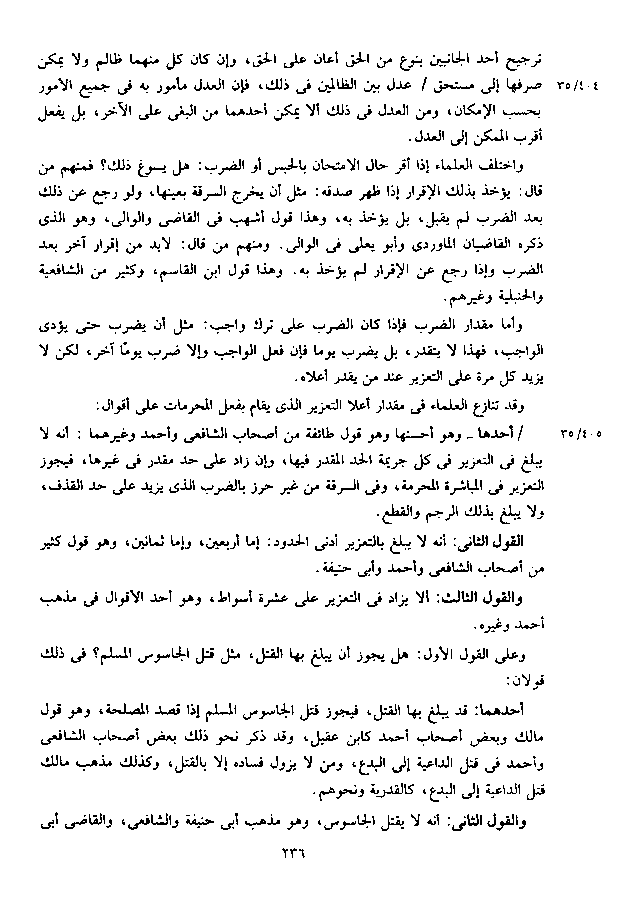 ترجيح أحد الجانبين بنوع من الحق أعان على الحق، وإن كان كل منهما ظالم ولا يمكن
٣٥/٤٠٤ صرفها إلى مستحق / عدل بين الظالمين فى ذلك، فإن العدل مأمور به فى جميع الأمور
بحسب الإمكان، ومن العدل فى ذلك ألا يمكن أحدهما من البغى على الآخر، بل يفعل
أقرب الممكن إلى العدل.
واختلف العلماء إذا أقر حال الامتحان بالحبس أو الضرب: هل يسوغ ذلك؟ فمنهم من
قال: يؤخذ بذلك الإقرار إذا ظهر صدقه: مثل أن يخرج السرقة بعينها، ولو رجع عن ذلك
بعد الضرب لم يقبل، بل يؤخذ به، وهذا قول أشهب فى القاضى والوالى، وهو الذى
ذكره القاضيان الماوردى وأبو يعلى فى الوالى. ومنهم من قال: لابد من إقرار آخر بعد
الضرب وإذا رجع عن الإقرار لم يؤخذ به. وهذا قول ابن القاسم، وكثير من الشافعية
والحنبلية وغيرهم.
وأما مقدار الضرب فإذا كان الضرب على ترك واجب: مثل أن يضرب حتى يؤدى
الواجب، فهذا لا يتقدر، بل يضرب يوما فإن فعل الواجب وإلا ضرب يومًا آخر، لكن لا
يزيد كل مرة على التعزير عند من يقدر أعلاه.
وقد تنازع العلماء فى مقدار أعلا التعزير الذى يقام بفعل المحرمات على أقوال:
٣٥/٤٠٥ / أحدها ـ وهو أحسنها وهو قول طائفة من أصحاب الشافعى وأحمد وغيرهما : أنه لا
يبلغ فى التعزير فى كل جريمة الحد المقدر فيها، وإن زاد على حد مقدر فى غيرها، فيجوز
التعزير فى المباشرة المحرمة، وفى السرقة من غير حرز بالضرب الذى يزيد على حد القذف،
ولا يبلغ بذلك الرجم والقطع.
القول الثانى: أنه لا يبلغ بالتعزير أدنى الحدود: إما أربعين، وإما ثمانين، وهو قول كثير
من أصحاب الشافعى وأحمد وأبى حنيفة.
والقول الثالث: ألا يزاد فى التعزير على عشرة أسواط، وهو أحد الأقوال فى مذهب
أحمد وغيره.
وعلى القول الأول: هل يجوز أن يبلغ بها القتل، مثل قتل الجاسوس المسلم؟ فى ذلك
قولان:
أحدهما: قد يبلغ بها القتل، فيجوز قتل الجاسوس المسلم إذا قصد المصلحة، وهو قول
مالك وبعض أصحاب أحمد كابن عقيل، وقد ذكر نحو ذلك بعض أصحاب الشافعى
وأحمد فى قتل الداعية إلى البدع، ومن لا يزول فساده إلا بالقتل، وكذلك مذهب مالك
قتل الداعية إلى البدع، كالقدرية ونحوهم.
والقول الثانى: أنه لا يقتل الجاسوس، وهو مذهب أبى حنيفة والشافعى، والقاضى أبى
٢٣٦